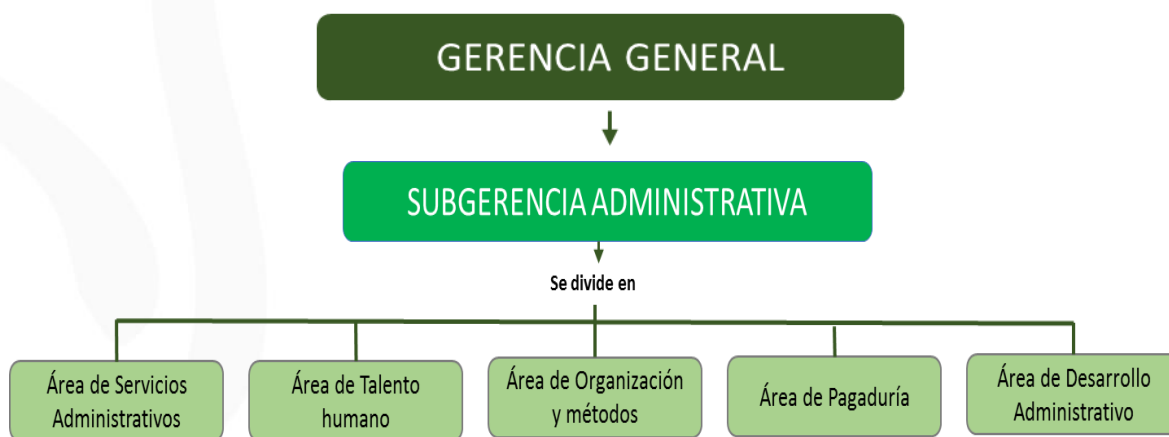 GERENCIA GENERAL
SUBGERENCIA ADMINISTRATIVA
Se divide en
Área de Servicios
Administrativos
Área de Talento
humano
Área de Organización
y métodos
Área de Pagaduría
Área de Desarrollo
Administrativo